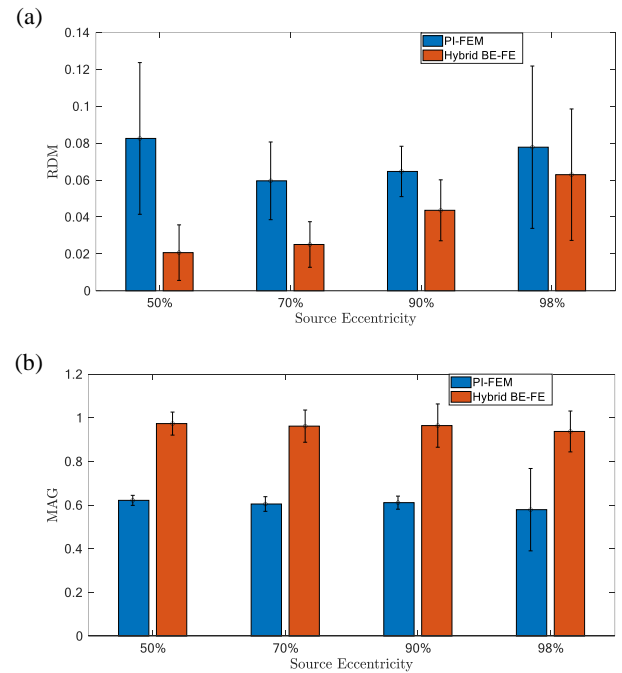 (a)
0.14
0.12
0.1
0.08
0.06
0.04
0.02
0
RDM
PI-FEM
Hybrid BE-FE
50% 70% 90% 98%
Source Eccentricity
(b)
1.2
1
0.8
0.6
0.4
0.2
0
MAG
PI-FEM
Hybrid BE-FE
50% 70% 90% 98%
Source Eccentricity